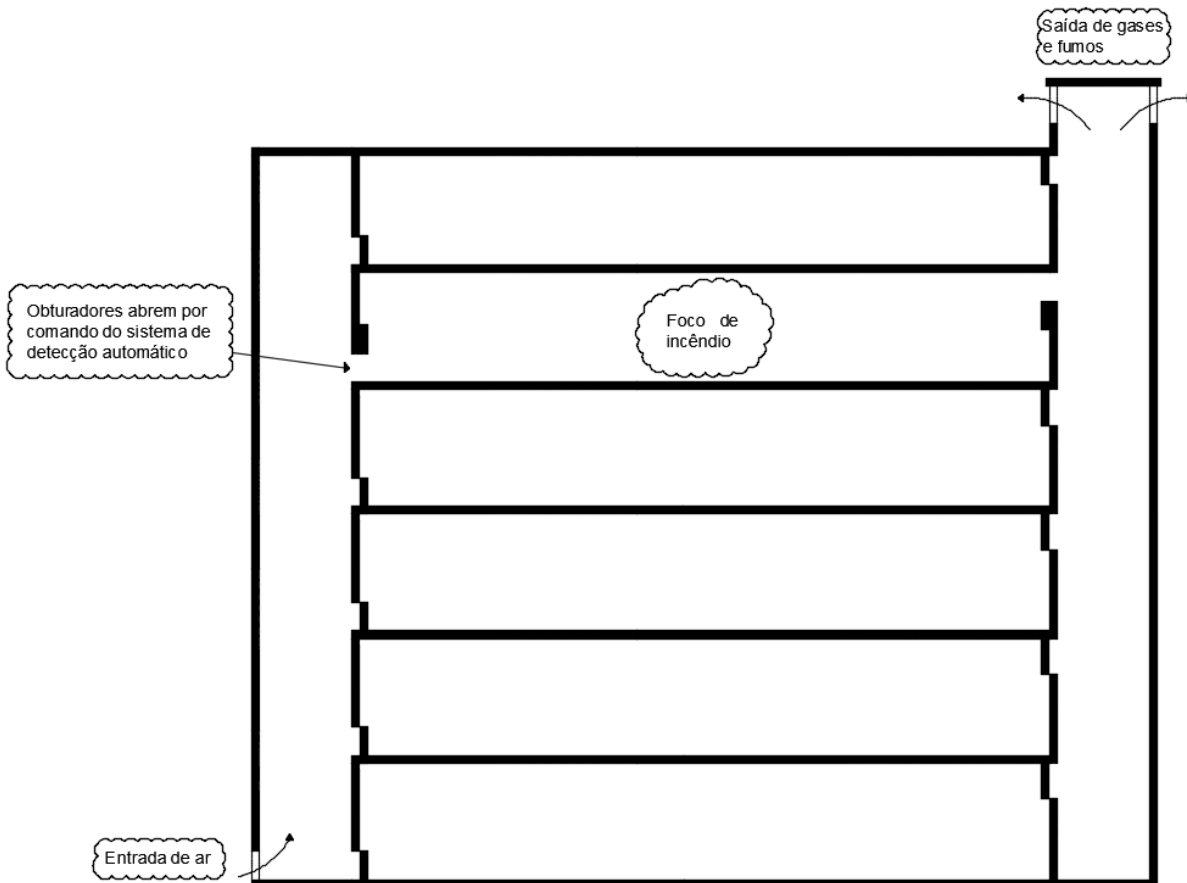 Saída de gases
e fumos
Obturadores abrem por
comando do sistema de
detecção automático
Foco de
incêndio
Entrada de ar